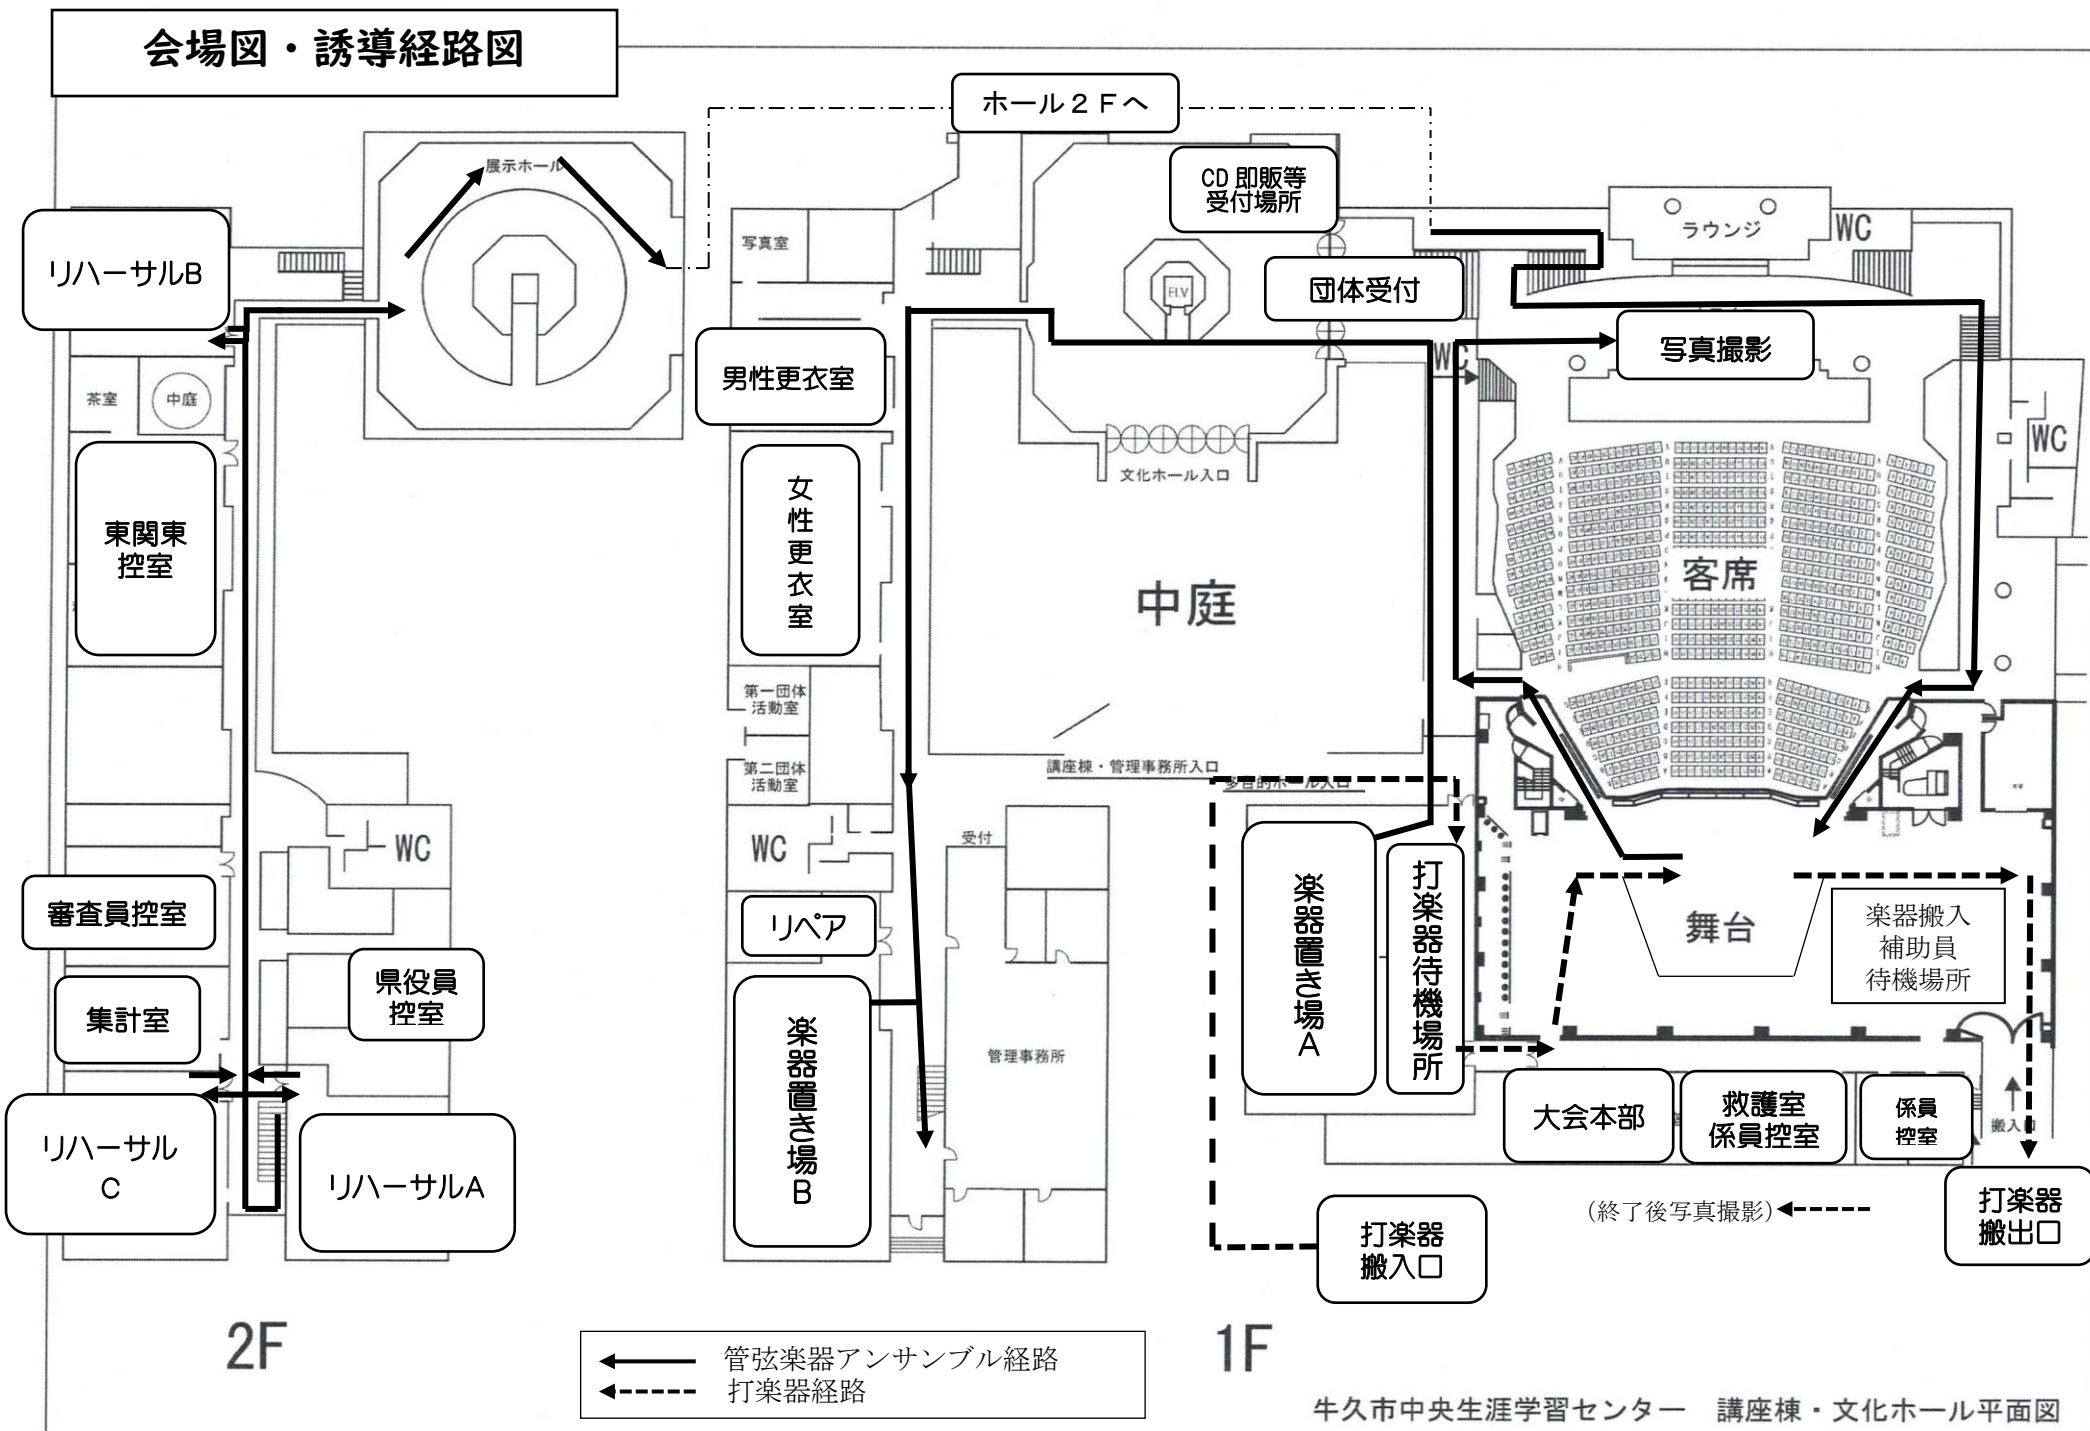 会場図・誘導経路図
ホール２Ｆへ
展示ホール
CD 即販等
受付場所
ラウンジ
WC
写真室
リハーサルB
団体受付
ELV
写真撮影
WC
男性更衣室
茶室
中庭
WC
文化ホール入口
東関東
控室
女性更衣室
中庭
客席
第一団体
活動室
第二団体
活動室
講座棟・管理事務所入口
多目的ホール入口
WC
WC
受付
審査員控室
リペア
楽器置き場A
打楽器待機場所
舞台
楽器搬入
補助員
待機場所
県役員
控室
集計室
楽器置き場B
管理事務所
大会本部
救護室
係員控室
係員
控室
搬入口
リハーサル
C
リハーサルA
打楽器
搬入口
(終了後写真撮影)
打楽器
搬出口
2F
1F
管弦楽器アンサンブル経路
打楽器経路
牛久市中央生涯学習センター　講座棟・文化ホール平面図